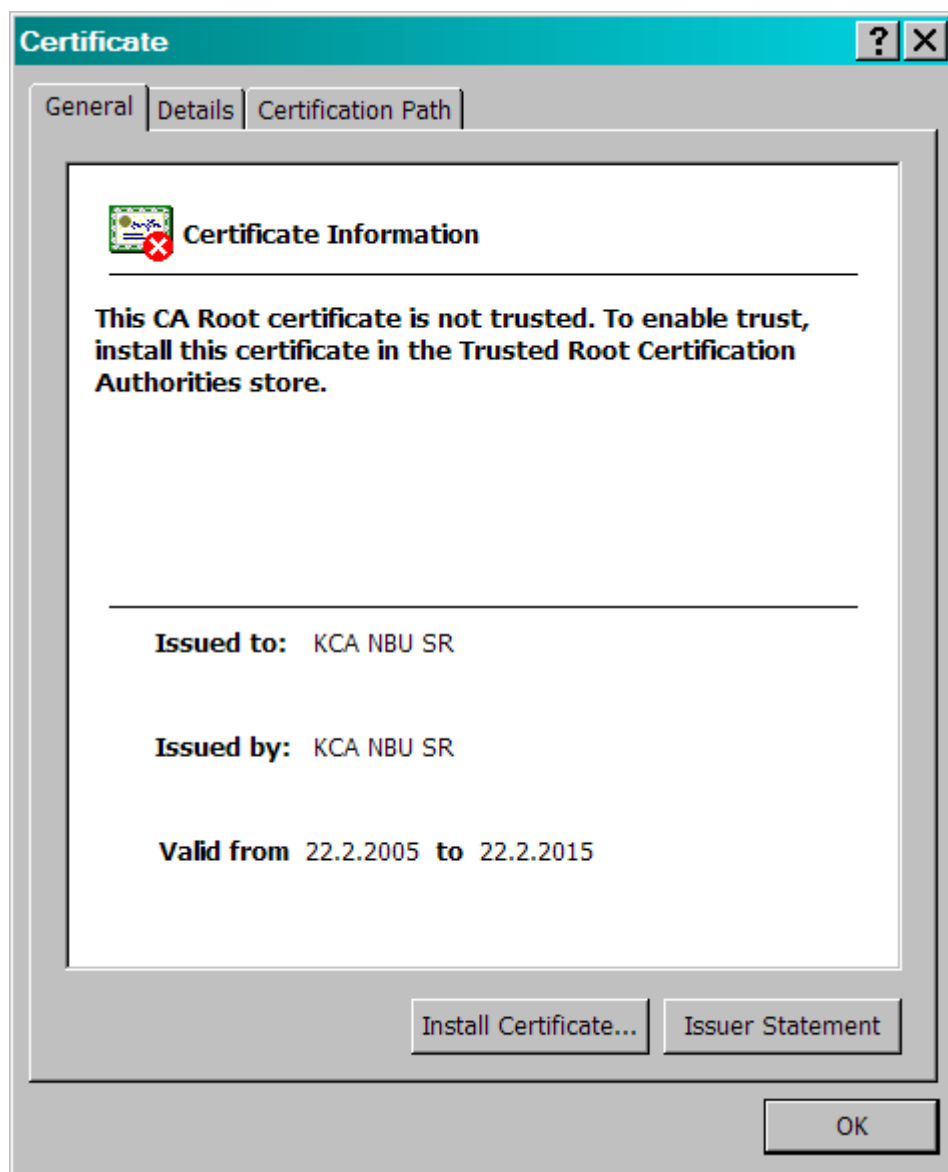 Certificate
General Details Certification Path
Certificate Information
This CA Root certificate is not trusted. To enable trust,
install this certificate in the Trusted Root Certification
Authorities store.
Issued to: KCA NBU SR
Issued by: KCA NBU SR
Valid from 22.2.2005 to 22.2.2015
Install Certificate... Issuer Statement
OK